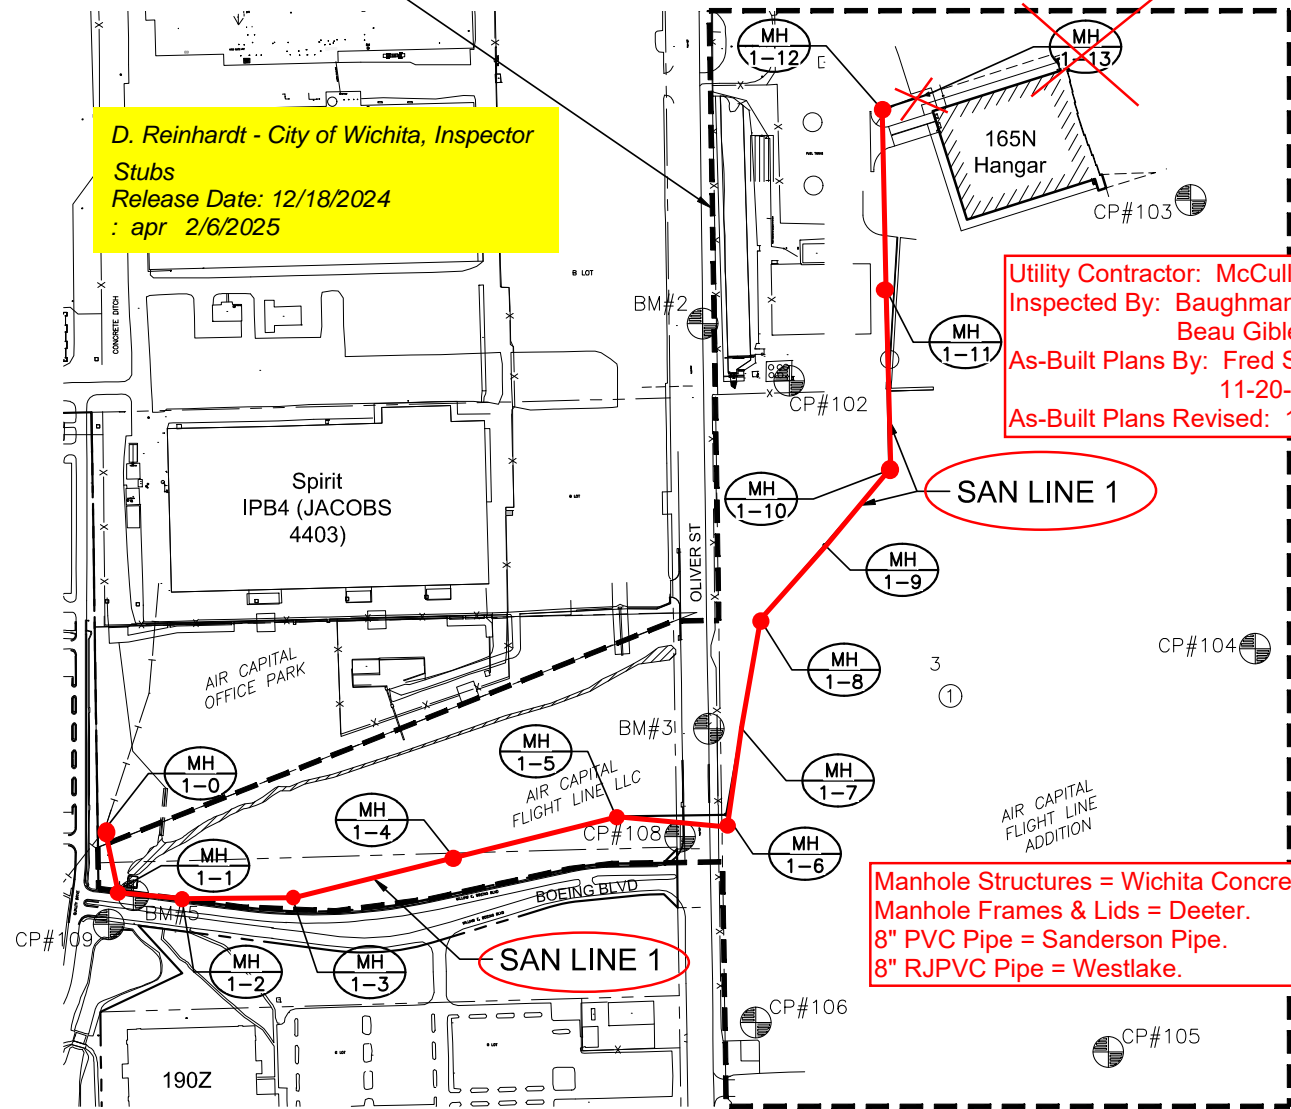 MH
1-12
MH
1-13
165N
Hangar
CP#103
D. Reinhardt - City of Wichita, Inspector
Stubs
Release Date: 12/18/2024
: apr 2/6/2025
B LOT
CONCRETE DITCH
BM#2
MH
1-11
Utility Contractor: McCull
Inspected By: Baughman
Beau Gible
As-Built Plans By: Fred S
11-20-
As-Built Plans Revised: 1
CP#102
Spirit
IPB4 (JACOBS
4403)
B LOT
MH
1-10
SAN LINE 1
OLIVER ST
MH
1-9
AIR CAPITAL
OFFICE PARK
MH
1-8
3
1
CP#104
BM#3
MH
1-5
MH
1-0
MH
1-7
AIR CAPITAL
FLIGHT LINE LLC
AIR CAPITAL
FLIGHT LINE
ADDITION
MH
1-4
CP#108
MH
1-6
MH
1-1
BOEING BLVD
BM#5
CP#109
MH
1-2
MH
1-3
SAN LINE 1
Manhole Structures = Wichita Concre
Manhole Frames & Lids = Deeter.
8" PVC Pipe = Sanderson Pipe.
8" RJPVC Pipe = Westlake.
CP#106
CP#105
B LOT
B LOT
190Z